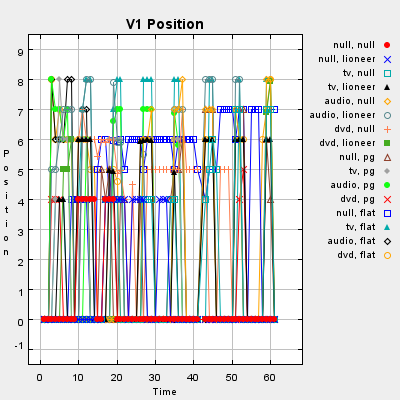 V1 Position
9
8
7
6
5
4
3
2
1
0
-1
Position
0 10 20 30 40 50 60
Time
null, null
null, lioneer
tv, null
tv, lioneer
audio, null
audio, lioneer
dvd, null
dvd, lioneer
null, pg
tv, pg
audio, pg
dvd, pg
null, flat
tv, flat
audio, flat
dvd, flat